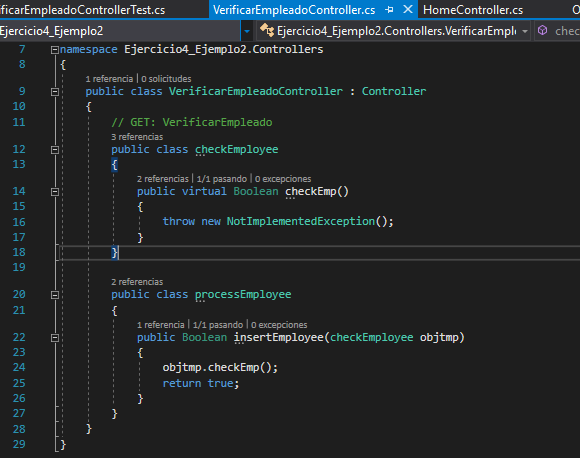 ificarEmpleadoControllerTest.cs VerificarEmpleadoController.cs HomeController.cs O
Ejercicio4_Ejemplo2 Ejercicio4_Ejemplo2.Controllers.VerificarEmpl chec
7 namespace Ejercicio4_Ejemplo2.Controllers
8 {
1 referencia | 0 solicitudes
9 public class VerificarEmpleadoController : Controller
10 {
11 // GET: VerificarEmpleado
3 referencias
12 public class checkEmployee
13 {
2 referencias | 1/1 pasando | 0 excepciones
14 public virtual Boolean checkEmp()
15 {
16 throw new NotImplementedException();
17 }
18 }
19
2 referencias
20 public class processEmployee
21 {
1 referencia | 1/1 pasando | 0 excepciones
22 public Boolean insertEmployee(checkEmployee objtmp)
23 {
24 objtmp.checkEmp();
25 return true;
26 }
27 }
28 }
29 }